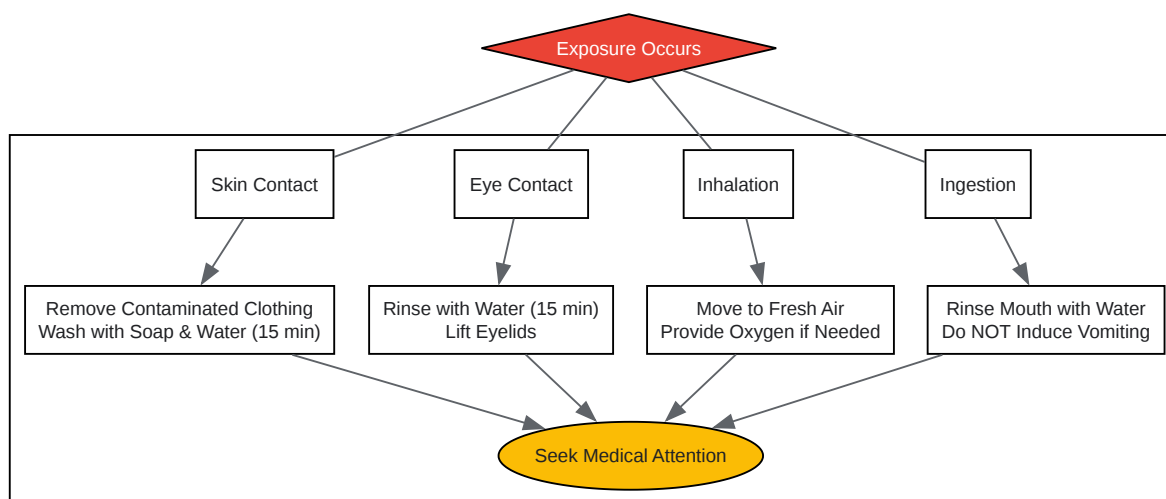 Exposure Occurs
Skin Contact
Eye Contact
Inhalation
Ingestion
Remove Contaminated Clothing
Wash with Soap & Water (15 min)
Rinse with Water (15 min)
Lift Eyelids
Move to Fresh Air
Provide Oxygen if Needed
Rinse Mouth with Water
Do NOT Induce Vomiting
Seek Medical Attention